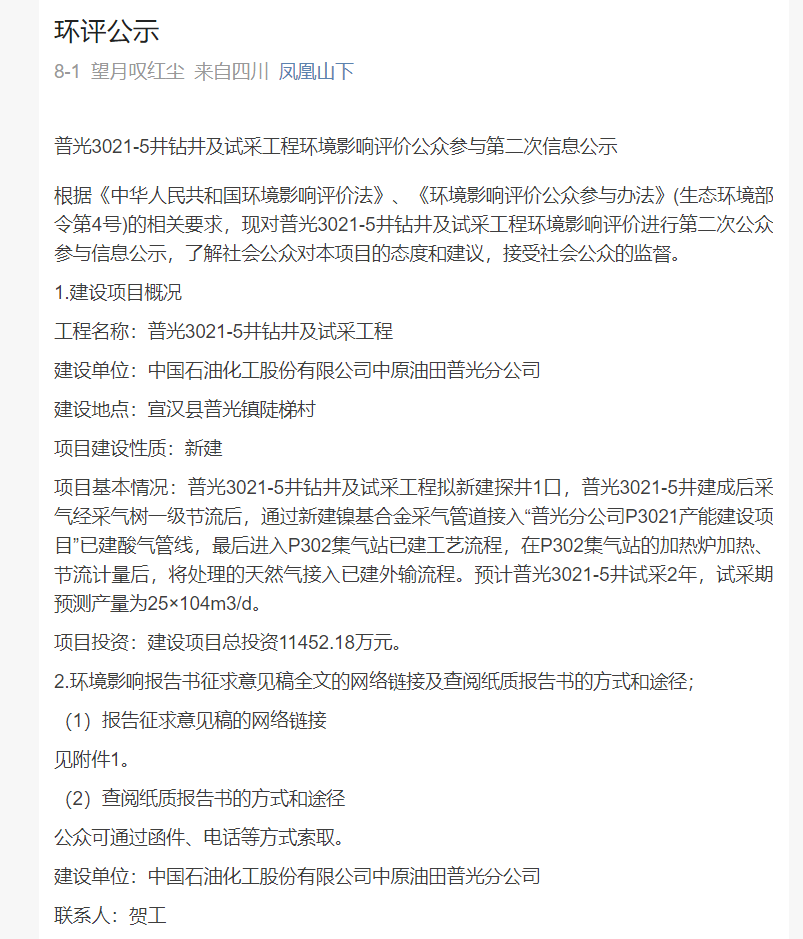 环评公示
8-1 望月叹红尘 来自四川 凤凰山下
普光3021-5井钻井及试采工程环境影响评价公众参与第二次信息公示
根据《中华人民共和国环境影响评价法》、《环境影响评价公众参与办法》(生态环境部
令第4号)的相关要求，现对普光3021-5井钻井及试采工程环境影响评价进行第二次公众
参与信息公示，了解社会公众对本项目的态度和建议，接受社会公众的监督。
1.建设项目概况
工程名称：普光3021-5井钻井及试采工程
建设单位：中国石油化工股份有限公司中原油田普光分公司
建设地点：宣汉县普光镇陡梯村
项目建设性质：新建
项目基本情况：普光3021-5井钻井及试采工程拟新建探井1口，普光3021-5井建成后采
气经采气树一级节流后，通过新建镍基合金采气管道接入“普光分公司P3021产能建设项
目”已建酸气管线，最后进入P302集气站已建工艺流程，在P302集气站的加热炉加热、
节流计量后，将处理的天然气接入已建外输流程。预计普光3021-5井试采2年，试采期
预测产量为25×104m3/d。
项目投资：建设项目总投资11452.18万元。
2.环境影响报告书征求意见稿全文的网络链接及查阅纸质报告书的方式和途径；
（1）报告征求意见稿的网络链接
见附件1。
（2）查阅纸质报告书的方式和途径
公众可通过函件、电话等方式索取。
建设单位：中国石油化工股份有限公司中原油田普光分公司
联系人：贺工